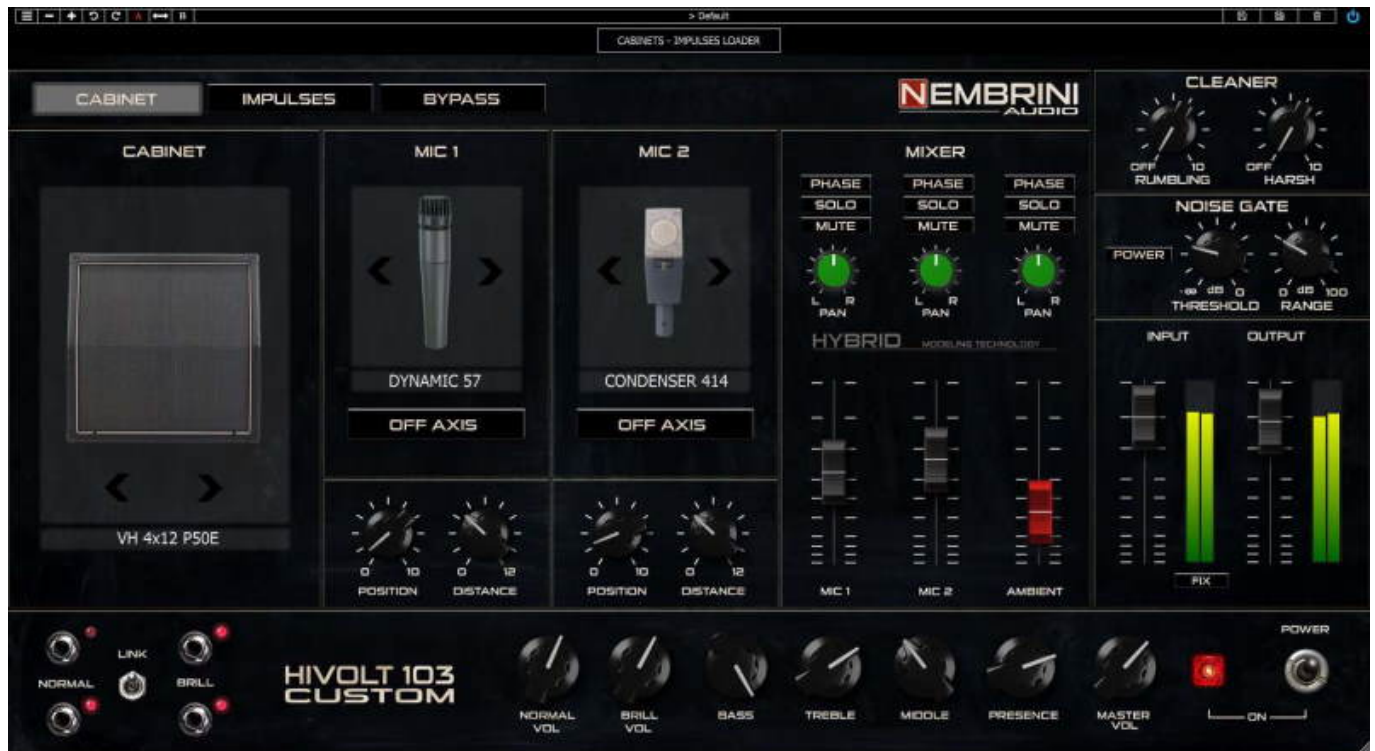 A
B
> Default
CABINETS - IMPULSES LOADER
CABINET
IMPULSES
BYPASS
NEMBRINI
AUDIO
CLEANER
OFF 10
RUMBLING
OFF 10
HARSH
CABINET
MIC 1
MIC 2
MIXER
PHASE PHASE PHASE
SOLO SOLO SOLO
MUTE MUTE MUTE
L R
PAN
L R
PAN
L R
PAN
NOISE GATE
POWER
-∞ dB 0
THRESHOLD
0 dB 100
RANGE
HYBRID MODELING TECHNOLOGY
INPUT OUTPUT
DYNAMIC 57
CONDENSER 414
OFF AXIS
OFF AXIS
VH 4x12 P50E
0 10
POSITION
0 12
DISTANCE
0 10
POSITION
0 12
DISTANCE
MIC 1 MIC 2 AMBIENT
FIX
NORMAL
LINK
BRILL
HIVOLT 103
CUSTOM
NORMAL
VOL
BRILL
VOL
BASS
TREBLE
MIDDLE
PRESENCE
MASTER
VOL
POWER
ON